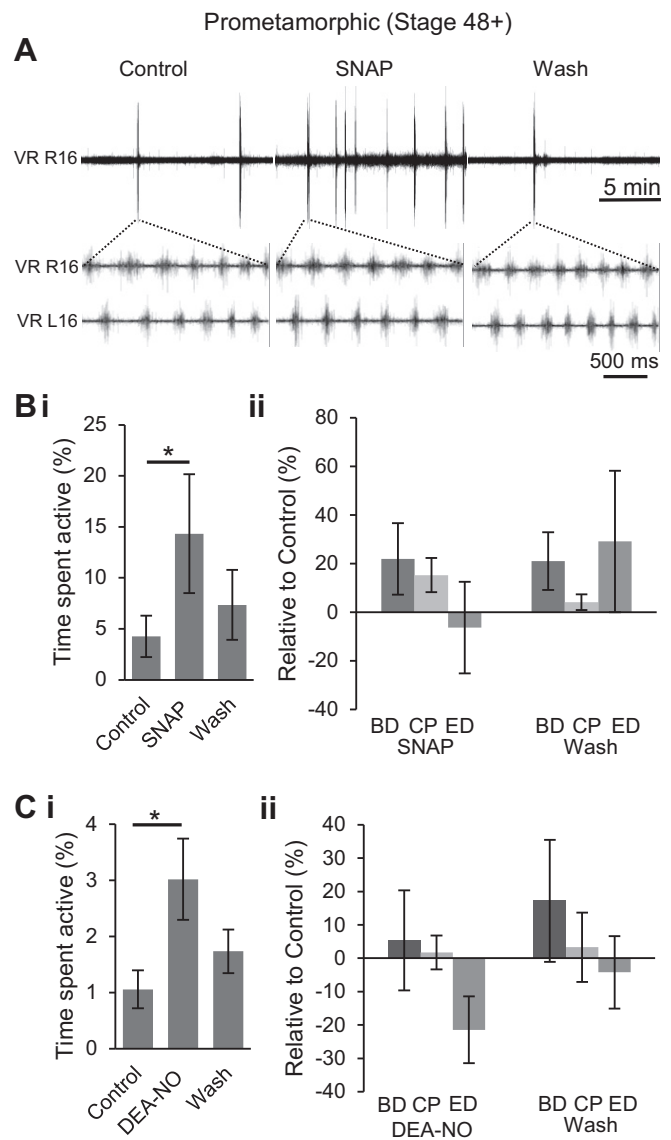 Prometamorphic (Stage 48+)
A
Control SNAP Wash
VR R16
5 min
VR R16
VR L16
500 ms
B i ii
Time spent active (%)
25
20
15
10
5
0
Control SNAP Wash
*
Relative to Control (%)
80
60
40
20
0
-20
-40
BD CP ED BD CP ED
SNAP Wash
C i ii
Time spent active (%)
4
3
2
1
0
Control DEA-NO Wash
*
Relative to Control (%)
40
30
20
10
0
-10
-20
-30
-40
BD CP ED BD CP ED
DEA-NO Wash